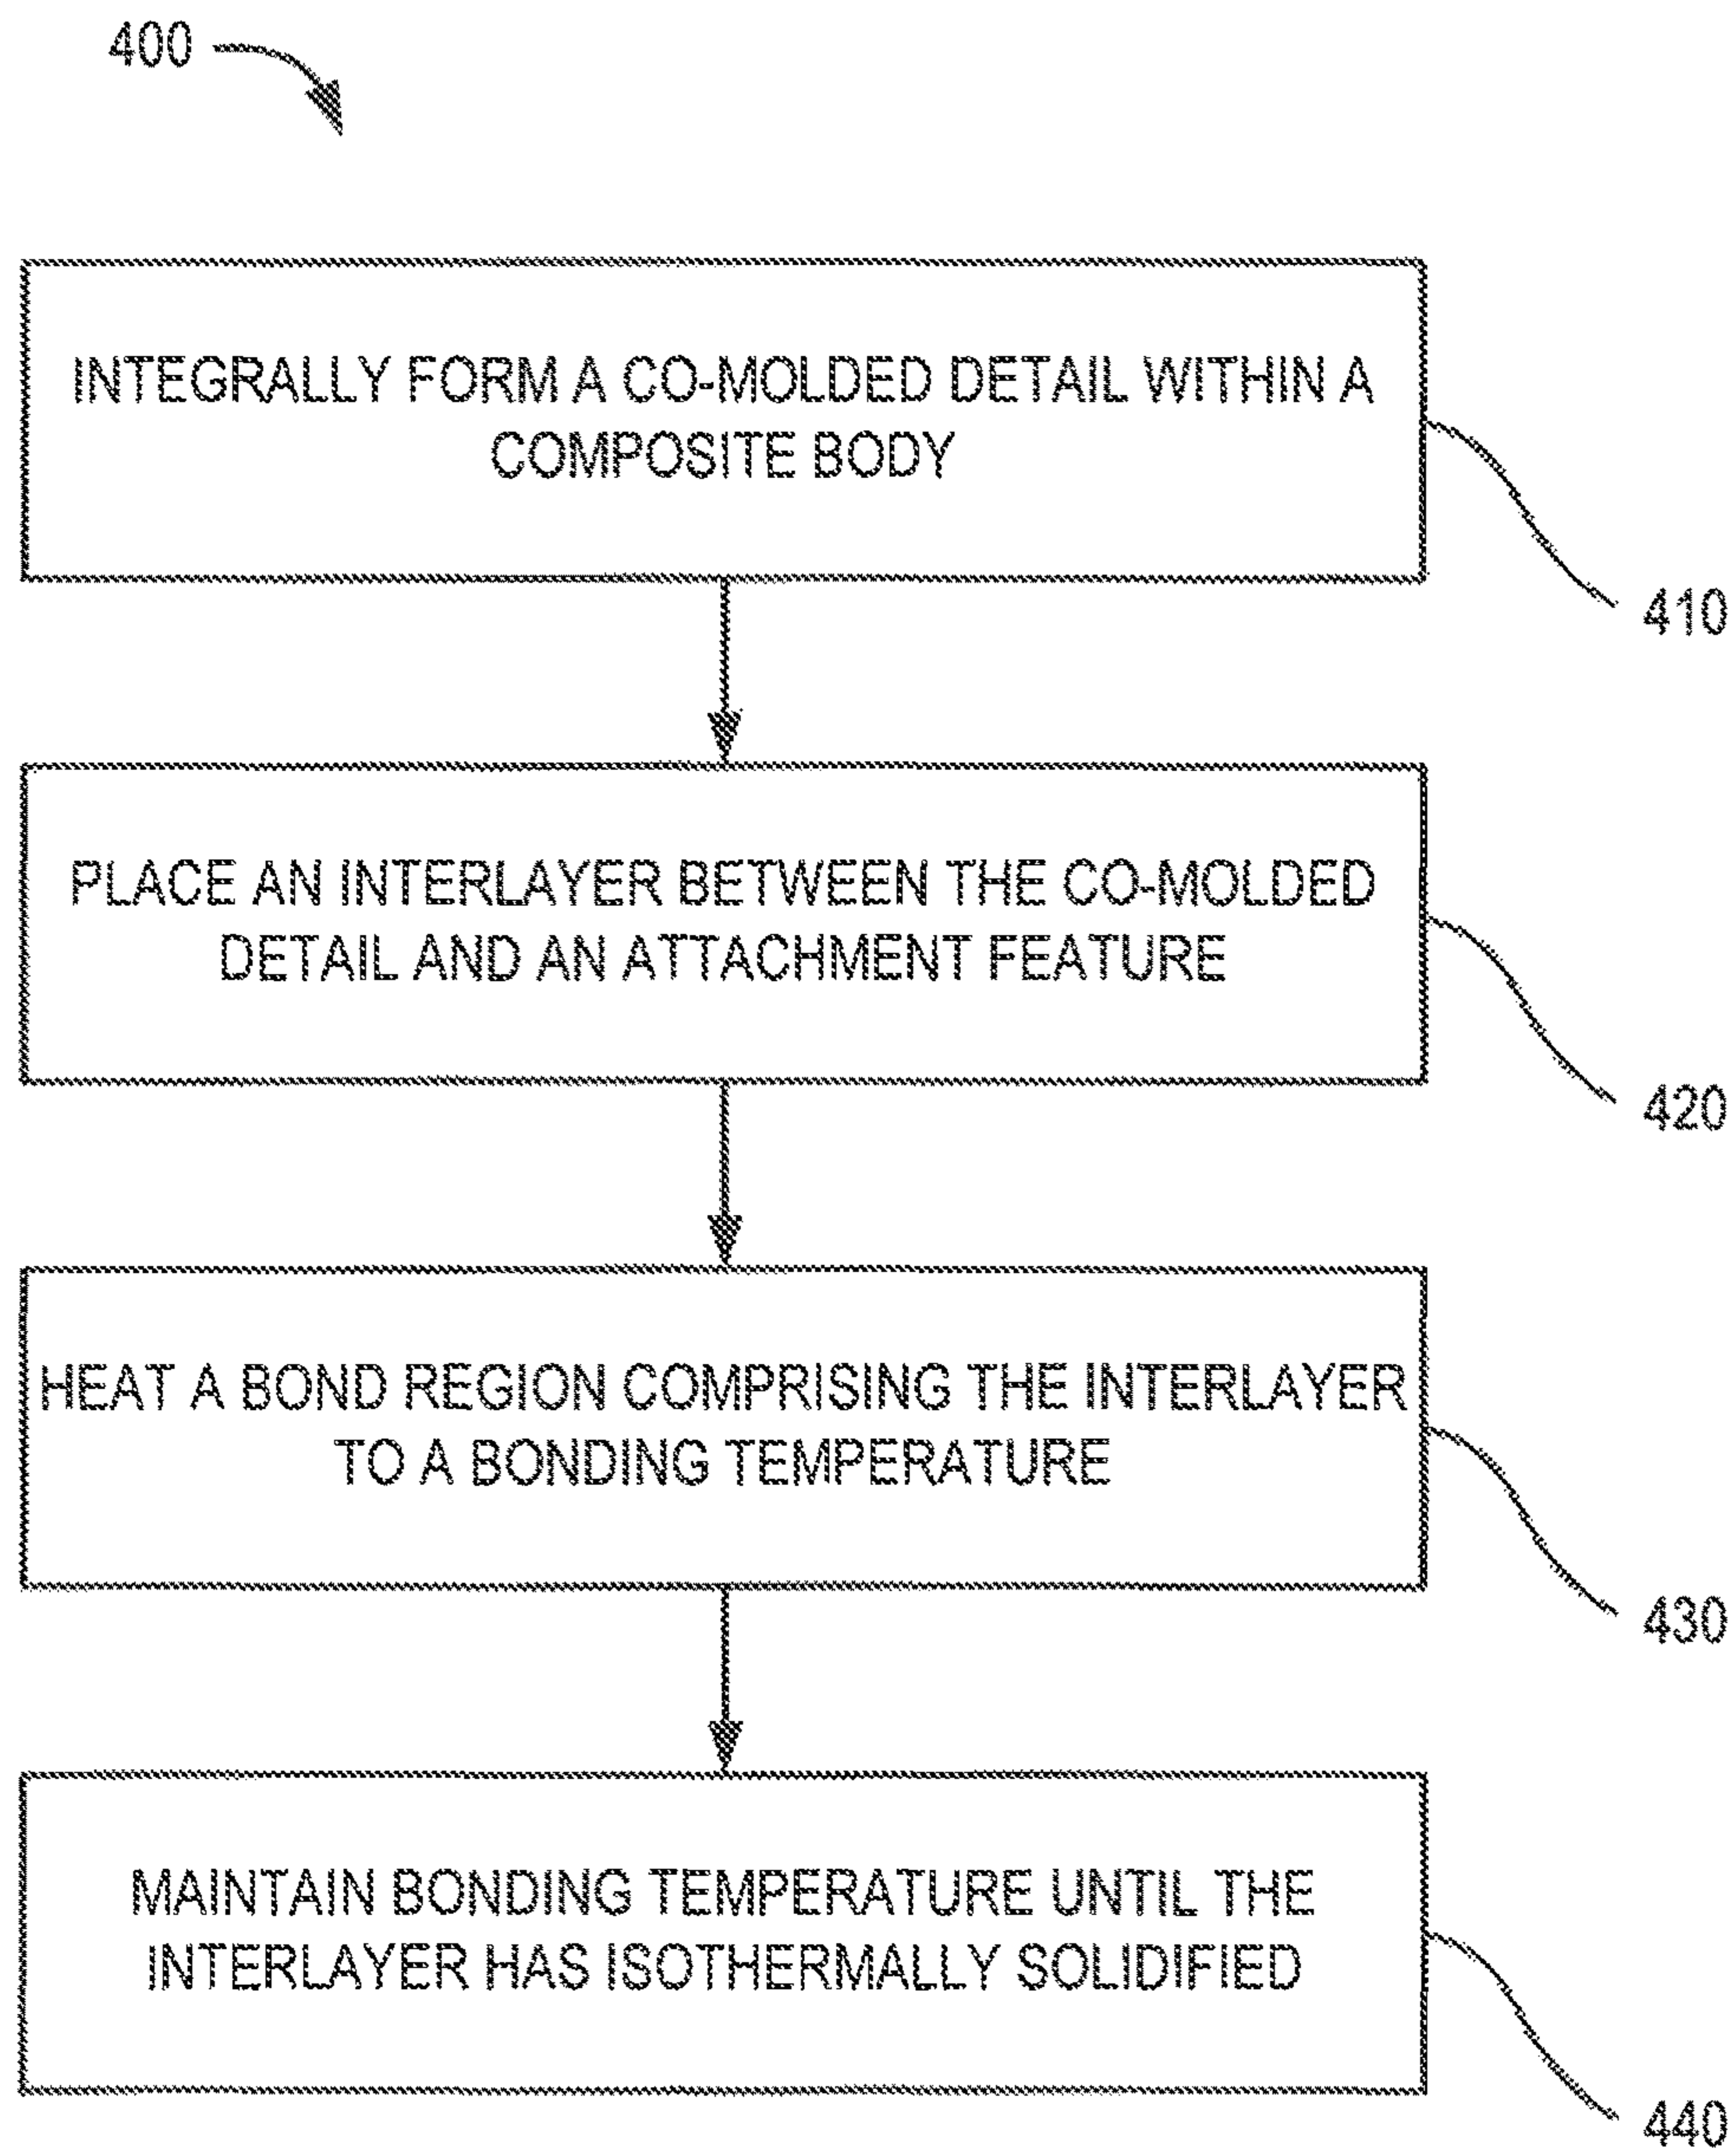 400
INTEGRALLY FORM A CO-MOLDED DETAIL WITHIN A
COMPOSITE BODY
410
PLACE AN INTERLAYER BETWEEN THE CO-MOLDED
DETAIL AND AN ATTACHMENT FEATURE
420
HEAT A BOND REGION COMPRISING THE INTERLAYER
TO A BONDING TEMPERATURE
430
MAINTAIN BONDING TEMPERATURE UNTIL THE
INTERLAYER HAS ISOTHERMALLY SOLIDIFIED
440